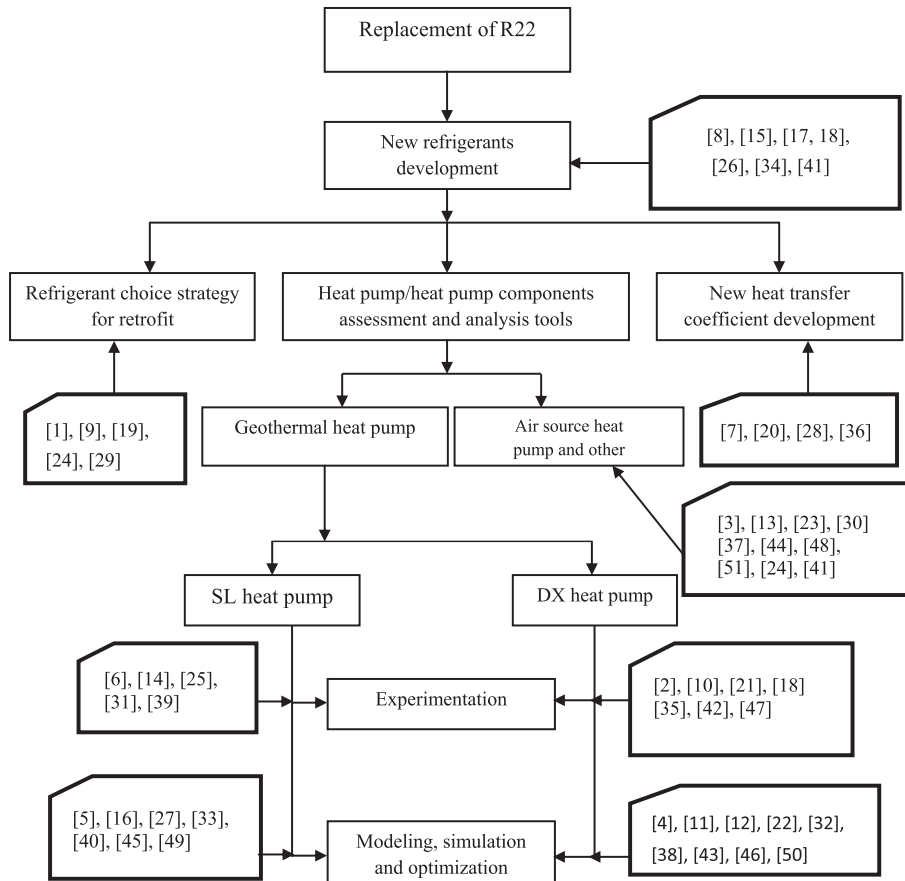 Replacement of R22
New refrigerants
development
[8], [15], [17, 18],
[26], [34], [41]
Refrigerant choice strategy
for retrofit
Heat pump/heat pump components
assessment and analysis tools
New heat transfer
coefficient development
[1], [9], [19],
[24], [29]
Geothermal heat pump
Air source heat
pump and other
[7], [20], [28], [36]
[3], [13], [23], [30]
[37], [44], [48],
[51], [24], [41]
SL heat pump
DX heat pump
[6], [14], [25],
[31], [39]
Experimentation
[2], [10], [21], [18]
[35], [42], [47]
[5], [16], [27], [33],
[40], [45], [49]
Modeling, simulation
and optimization
[4], [11], [12], [22], [32],
[38], [43], [46], [50]